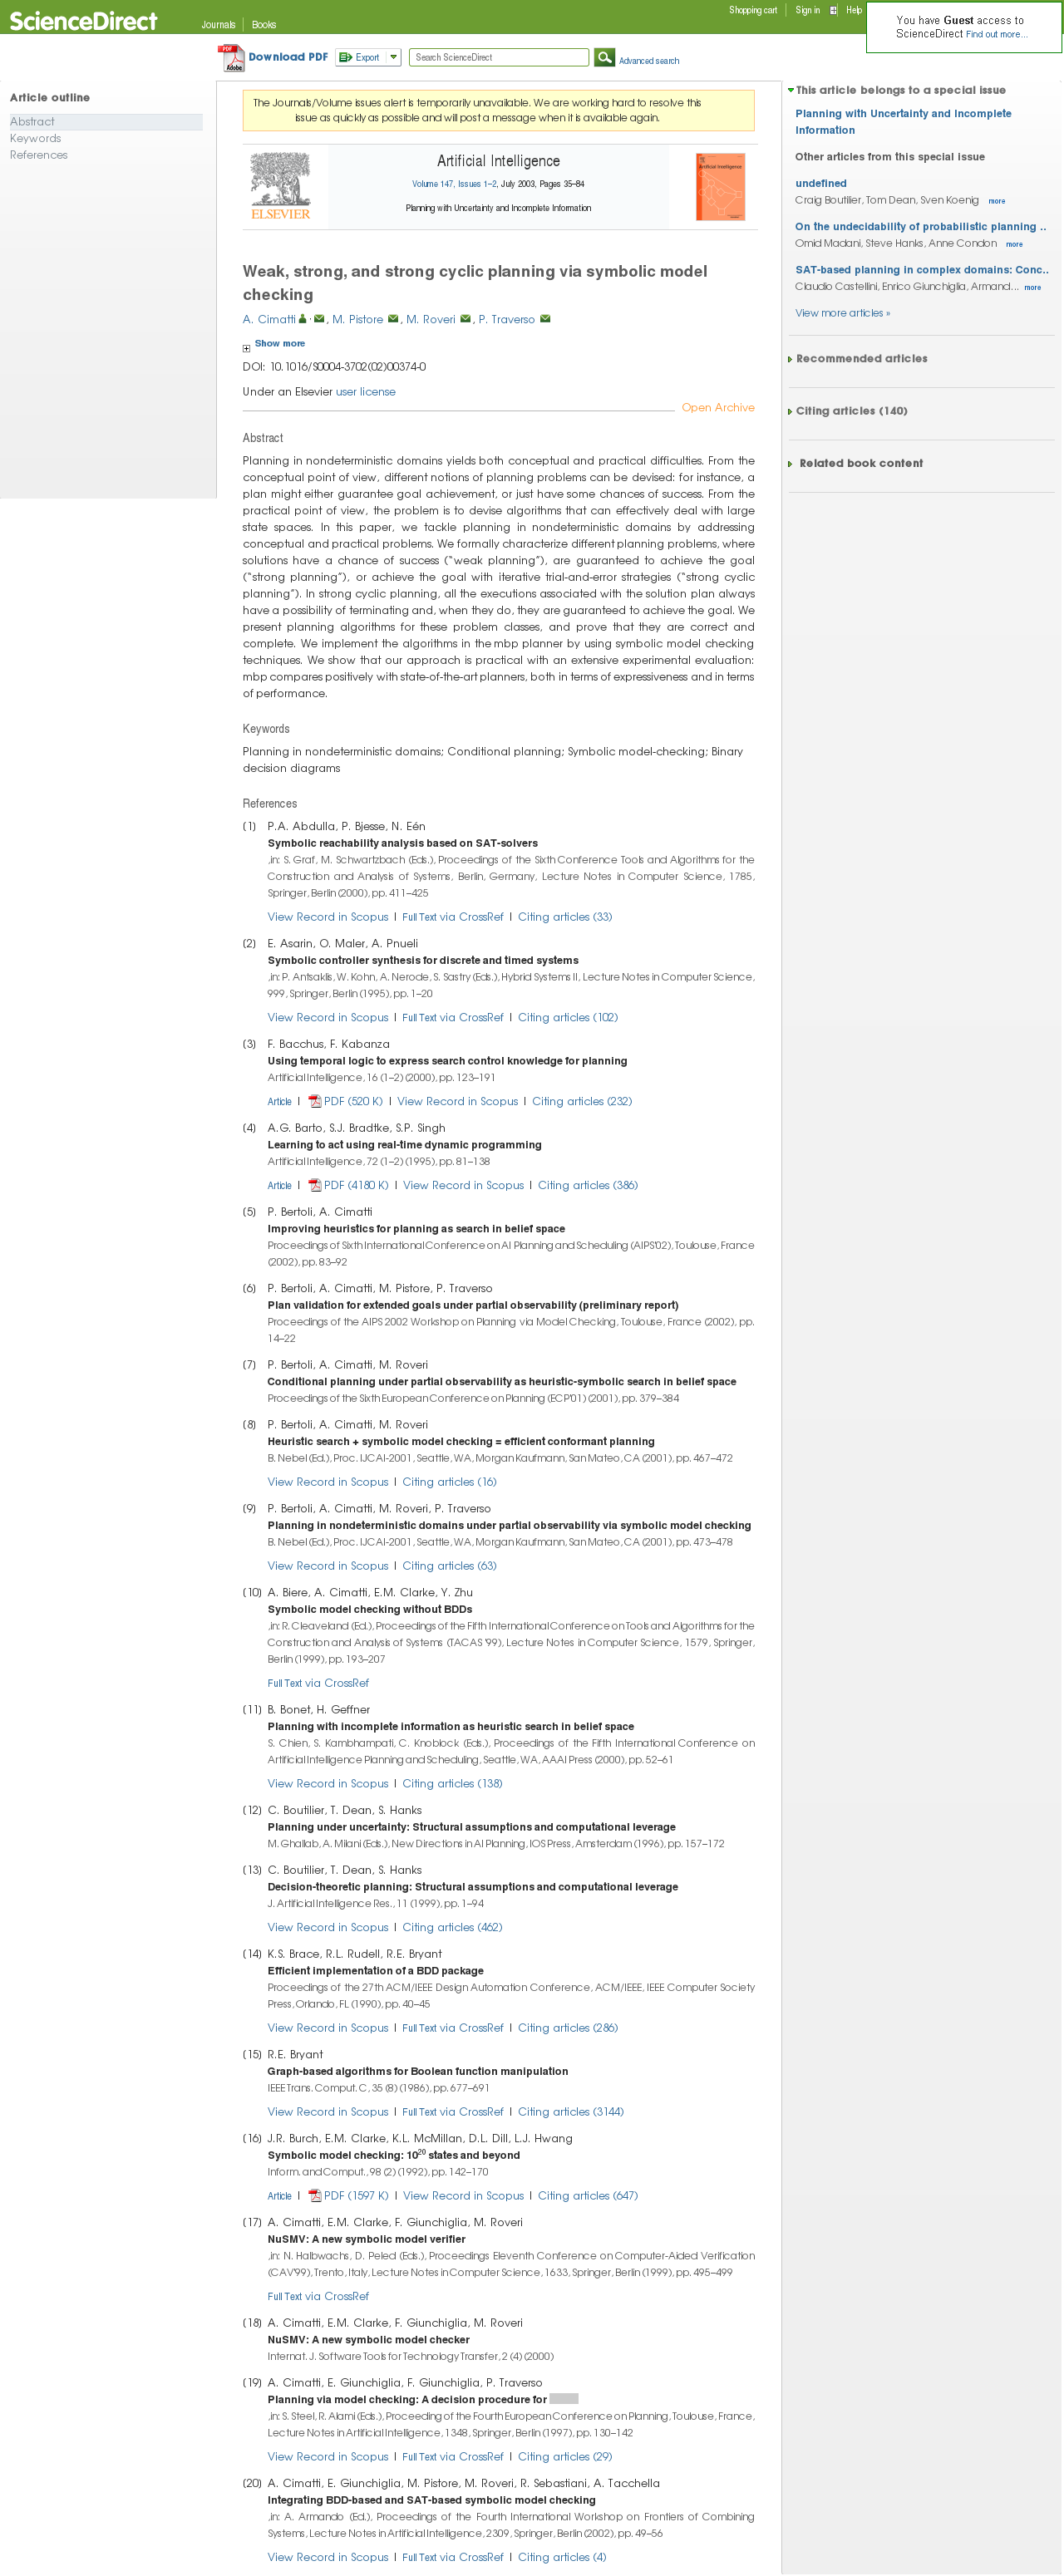 ScienceDirect
Journals
Books
Shopping cart
Sign in
Help
You have Guest access to
ScienceDirect Find out more...
Download PDF
Export
Search ScienceDirect
Advanced search
Article outline
Abstract
Keywords
References
The Journals/Volume issues alert is temporarily unavailable. We are working hard to resolve this
issue as quickly as possible and will post a message when it is available again.
ELSEVIER
Artificial Intelligence
Volume 147, Issues 1–2, July 2003, Pages 35–84
Planning with Uncertainty and Incomplete Information
Artificial Intelligence
Weak, strong, and strong cyclic planning via symbolic model
checking
A. Cimatti , M. Pistore , M. Roveri , P. Traverso
Show more
DOI: 10.1016/S0004-3702(02)00374-0
Under an Elsevier user license
Open Archive
Abstract
Planning in nondeterministic domains yields both conceptual and practical difficulties. From the
conceptual point of view, different notions of planning problems can be devised: for instance, a
plan might either guarantee goal achievement, or just have some chances of success. From the
practical point of view, the problem is to devise algorithms that can effectively deal with large
state spaces. In this paper, we tackle planning in nondeterministic domains by addressing
conceptual and practical problems. We formally characterize different planning problems, where
solutions have a chance of success (“weak planning”), are guaranteed to achieve the goal
(“strong planning”), or achieve the goal with iterative trial-and-error strategies (“strong cyclic
planning”). In strong cyclic planning, all the executions associated with the solution plan always
have a possibility of terminating and, when they do, they are guaranteed to achieve the goal. We
present planning algorithms for these problem classes, and prove that they are correct and
complete. We implement the algorithms in the mbp planner by using symbolic model checking
techniques. We show that our approach is practical with an extensive experimental evaluation:
mbp compares positively with state-of-the-art planners, both in terms of expressiveness and in terms
of performance.
Keywords
Planning in nondeterministic domains; Conditional planning; Symbolic model-checking; Binary
decision diagrams
References
[1] P.A. Abdulla, P. Bjesse, N. Eén
Symbolic reachability analysis based on SAT-solvers
,in: S. Graf, M. Schwartzbach (Eds.), Proceedings of the Sixth Conference Tools and Algorithms for the
Construction and Analysis of Systems, Berlin, Germany, Lecture Notes in Computer Science, 1785,
Springer, Berlin (2000), pp. 411–425
View Record in Scopus | Full Text via CrossRef | Citing articles (33)
[2] E. Asarin, O. Maler, A. Pnueli
Symbolic controller synthesis for discrete and timed systems
,in: P. Antsaklis, W. Kohn, A. Nerode, S. Sastry (Eds.), Hybrid Systems II, Lecture Notes in Computer Science,
999, Springer, Berlin (1995), pp. 1–20
View Record in Scopus | Full Text via CrossRef | Citing articles (102)
[3] F. Bacchus, F. Kabanza
Using temporal logic to express search control knowledge for planning
Artificial Intelligence, 16 (1–2) (2000), pp. 123–191
Article | PDF (520 K) | View Record in Scopus | Citing articles (232)
[4] A.G. Barto, S.J. Bradtke, S.P. Singh
Learning to act using real-time dynamic programming
Artificial Intelligence, 72 (1–2) (1995), pp. 81–138
Article | PDF (4180 K) | View Record in Scopus | Citing articles (386)
[5] P. Bertoli, A. Cimatti
Improving heuristics for planning as search in belief space
Proceedings of Sixth International Conference on AI Planning and Scheduling (AIPS'02), Toulouse, France
(2002), pp. 83–92
[6] P. Bertoli, A. Cimatti, M. Pistore, P. Traverso
Plan validation for extended goals under partial observability (preliminary report)
Proceedings of the AIPS 2002 Workshop on Planning via Model Checking, Toulouse, France (2002), pp.
14–22
[7] P. Bertoli, A. Cimatti, M. Roveri
Conditional planning under partial observability as heuristic-symbolic search in belief space
Proceedings of the Sixth European Conference on Planning (ECP'01) (2001), pp. 379–384
[8] P. Bertoli, A. Cimatti, M. Roveri
Heuristic search + symbolic model checking = efficient conformant planning
B. Nebel (Ed.), Proc. IJCAI-2001, Seattle, WA, Morgan Kaufmann, San Mateo, CA (2001), pp. 467–472
View Record in Scopus | Citing articles (16)
[9] P. Bertoli, A. Cimatti, M. Roveri, P. Traverso
Planning in nondeterministic domains under partial observability via symbolic model checking
B. Nebel (Ed.), Proc. IJCAI-2001, Seattle, WA, Morgan Kaufmann, San Mateo, CA (2001), pp. 473–478
View Record in Scopus | Citing articles (63)
[10] A. Biere, A. Cimatti, E.M. Clarke, Y. Zhu
Symbolic model checking without BDDs
,in: R. Cleaveland (Ed.), Proceedings of the Fifth International Conference on Tools and Algorithms for the
Construction and Analysis of Systems (TACAS '99), Lecture Notes in Computer Science, 1579, Springer,
Berlin (1999), pp. 193–207
Full Text via CrossRef
[11] B. Bonet, H. Geffner
Planning with incomplete information as heuristic search in belief space
S. Chien, S. Kambhampati, C. Knoblock (Eds.), Proceedings of the Fifth International Conference on
Artificial Intelligence Planning and Scheduling, Seattle, WA, AAAI Press (2000), pp. 52–61
View Record in Scopus | Citing articles (138)
[12] C. Boutilier, T. Dean, S. Hanks
Planning under uncertainty: Structural assumptions and computational leverage
M. Ghallab, A. Milani (Eds.), New Directions in AI Planning, IOS Press, Amsterdam (1996), pp. 157–172
[13] C. Boutilier, T. Dean, S. Hanks
Decision-theoretic planning: Structural assumptions and computational leverage
J. Artificial Intelligence Res., 11 (1999), pp. 1–94
View Record in Scopus | Citing articles (462)
[14] K.S. Brace, R.L. Rudell, R.E. Bryant
Efficient implementation of a BDD package
Proceedings of the 27th ACM/IEEE Design Automation Conference, ACM/IEEE, IEEE Computer Society
Press, Orlando, FL (1990), pp. 40–45
View Record in Scopus | Full Text via CrossRef | Citing articles (286)
[15] R.E. Bryant
Graph-based algorithms for Boolean function manipulation
IEEE Trans. Comput. C, 35 (8) (1986), pp. 677–691
View Record in Scopus | Full Text via CrossRef | Citing articles (3144)
[16] J.R. Burch, E.M. Clarke, K.L. McMillan, D.L. Dill, L.J. Hwang
Symbolic model checking: 10²⁰ states and beyond
Inform. and Comput., 98 (2) (1992), pp. 142–170
Article | PDF (1597 K) | View Record in Scopus | Citing articles (647)
[17] A. Cimatti, E.M. Clarke, F. Giunchiglia, M. Roveri
NuSMV: A new symbolic model verifier
,in: N. Halbwachs, D. Peled (Eds.), Proceedings Eleventh Conference on Computer-Aided Verification
(CAV'99), Trento, Italy, Lecture Notes in Computer Science, 1633, Springer, Berlin (1999), pp. 495–499
Full Text via CrossRef
[18] A. Cimatti, E.M. Clarke, F. Giunchiglia, M. Roveri
NuSMV: A new symbolic model checker
Internat. J. Software Tools for Technology Transfer, 2 (4) (2000)
[19] A. Cimatti, E. Giunchiglia, F. Giunchiglia, P. Traverso
Planning via model checking: A decision procedure for
,in: S. Steel, R. Alami (Eds.), Proceeding of the Fourth European Conference on Planning, Toulouse, France,
Lecture Notes in Artificial Intelligence, 1348, Springer, Berlin (1997), pp. 130–142
View Record in Scopus | Full Text via CrossRef | Citing articles (29)
[20] A. Cimatti, E. Giunchiglia, M. Pistore, M. Roveri, R. Sebastiani, A. Tacchella
Integrating BDD-based and SAT-based symbolic model checking
,in: A. Armando (Ed.), Proceedings of the Fourth International Workshop on Frontiers of Combining
Systems, Lecture Notes in Artificial Intelligence, 2309, Springer, Berlin (2002), pp. 49–56
View Record in Scopus | Full Text via CrossRef | Citing articles (4)
This article belongs to a special issue
Planning with Uncertainty and Incomplete
Information
Other articles from this special issue
undefined
Craig Boutilier, Tom Dean, Sven Koenig more
On the undecidability of probabilistic planning ..
Omid Madani, Steve Hanks, Anne Condon more
SAT-based planning in complex domains: Conc..
Claudio Castellini, Enrico Giunchiglia, Armand... more
View more articles »
Recommended articles
Citing articles (140)
Related book content